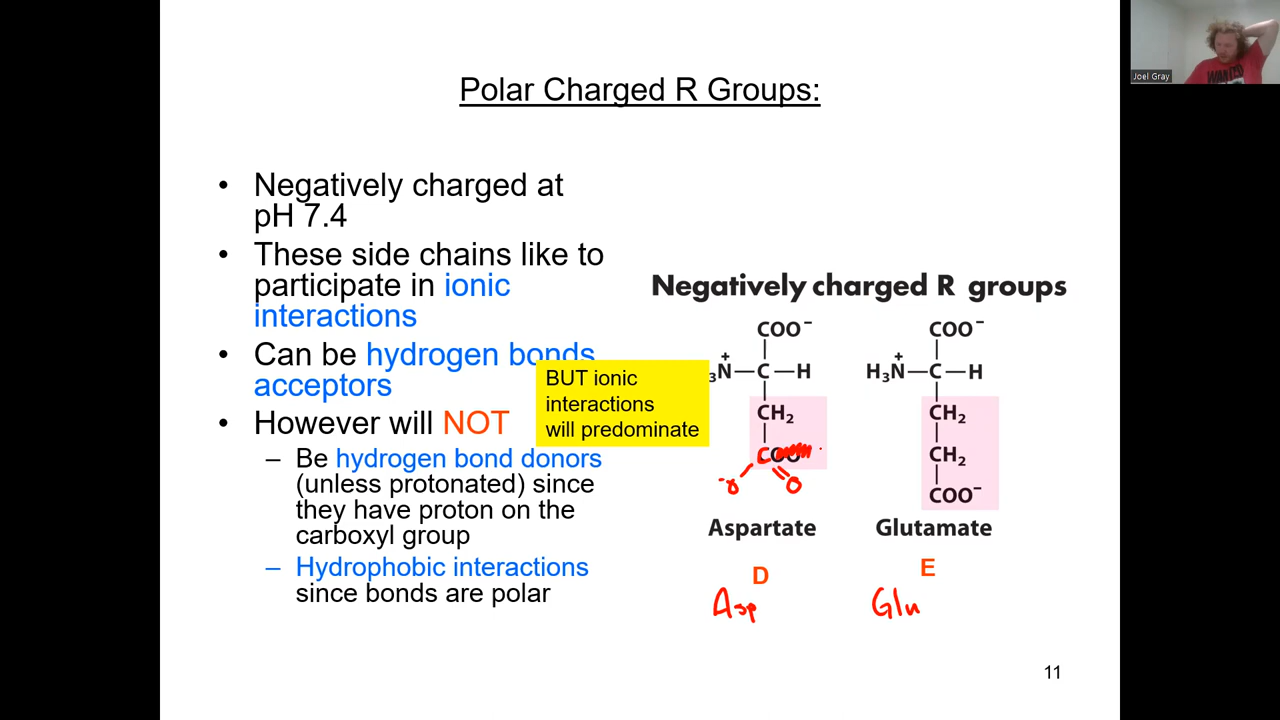 Polar Charged R Groups:
• Negatively charged at
pH 7.4
• These side chains like to
participate in ionic
interactions
• Can be hydrogen bonds
acceptors
• However will NOT
– Be hydrogen bond donors
(unless protonated) since
they have proton on the
carboxyl group
– Hydrophobic interactions
since bonds are polar
BUT ionic
interactions
will predominate
Negatively charged R groups
COO⁻
₃N⁺—C—H
CH₂
COO
O
Aspartate
D
Asp
COO⁻
H₃N⁺—C—H
CH₂
CH₂
COO⁻
Glutamate
E
Glu
11
Joel Gray
WANTED